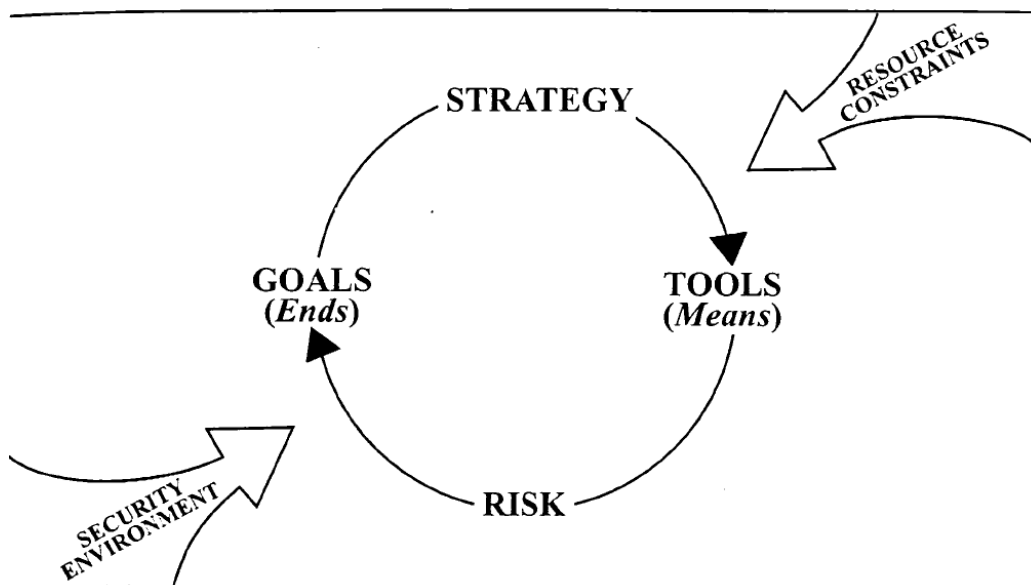 RESOURCE
CONSTRAINTS
STRATEGY
GOALS
(Ends)
TOOLS
(Means)
RISK
SECURITY
ENVIRONMENT